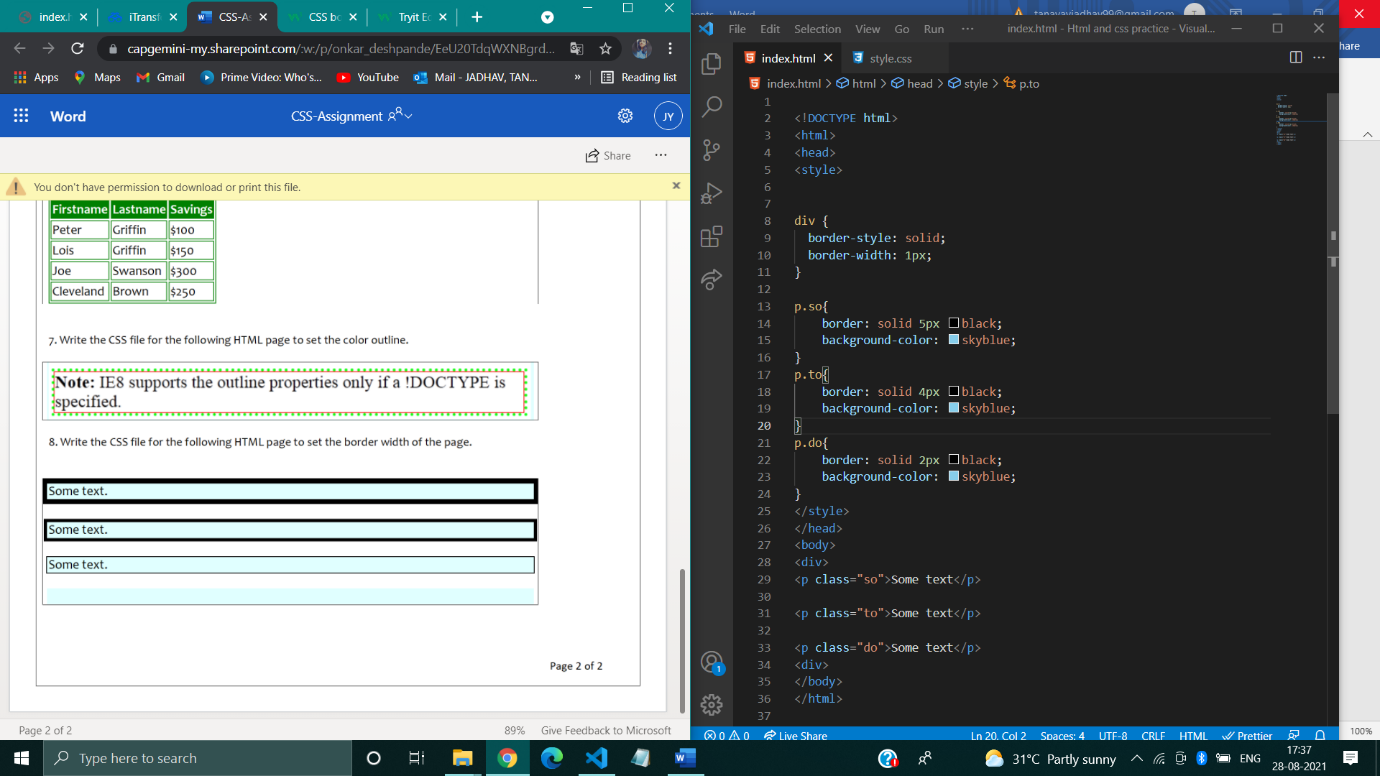 index.h
iTransf
CSS-As
CSS bo
Tryit Ed
capgemini-my.sharepoint.com/:w:/p/onkar_deshpande/EeU20TdqWXNBgrd...
Apps
Maps
Gmail
Prime Video: Who's...
YouTube
Mail - JADHAV, TAN...
»
Reading list
Word
CSS-Assignment
JY
Share
You don't have permission to download or print this file.
Firstname Lastname Savings
Peter Griffin $100
Lois Griffin $150
Joe Swanson $300
Cleveland Brown $250
7. Write the CSS file for the following HTML page to set the color outline.
Note: IE8 supports the outline properties only if a !DOCTYPE is
specified.
8. Write the CSS file for the following HTML page to set the border width of the page.
Some text.
Some text.
Some text.
Page 2 of 2
Page 2 of 2
89%
Give Feedback to Microsoft
File Edit Selection View Go Run ···
index.html - Html and css practice - Visual...
index.html
style.css
index.html > html > head > style > p.to
1
2 <!DOCTYPE html>
3 <html>
4 <head>
5 <style>
6
7
8 div {
9 border-style: solid;
10 border-width: 1px;
11 }
12
13 p.so{
14 border: solid 5px black;
15 background-color: skyblue;
16 }
17 p.to{
18 border: solid 4px black;
19 background-color: skyblue;
20 }
21 p.do{
22 border: solid 2px black;
23 background-color: skyblue;
24 }
25 </style>
26 </head>
27 <body>
28 <div>
29 <p class="so">Some text</p>
30
31 <p class="to">Some text</p>
32
33 <p class="do">Some text</p>
34 <div>
35 </body>
36 </html>
37
1
0 0 Live Share
Ln 20, Col 2
Spaces: 4
UTF-8
CRLF
HTML
Prettier
hare
100%
Type here to search
31°C Partly sunny
ENG
17:37
28-08-2021